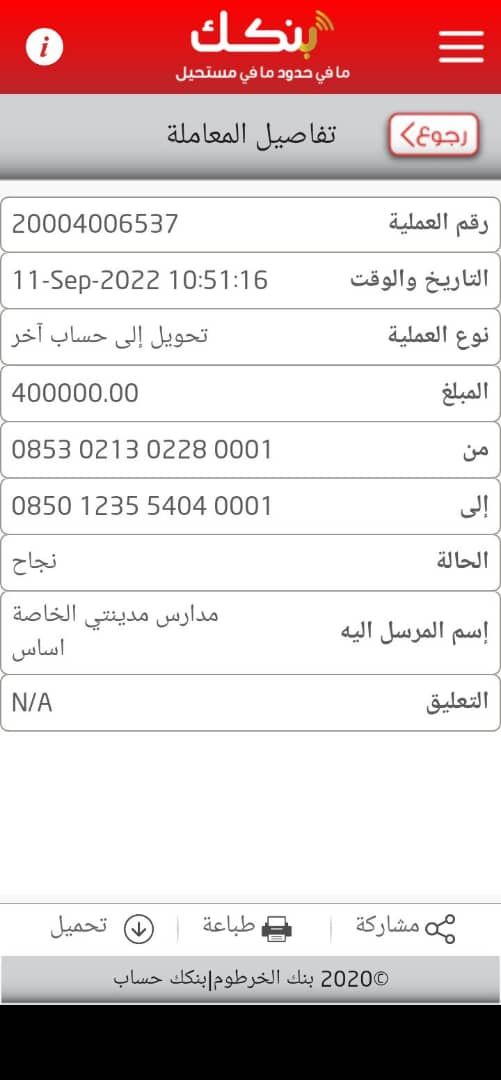 بنكك
ما في حدود ما في مستحيل
رجوع
تفاصيل المعاملة
رقم العملية 20004006537
التاريخ والوقت 11-Sep-2022 10:51:16
نوع العملية تحويل إلى حساب آخر
المبلغ 400000.00
من 0853 0213 0228 0001
إلى 0850 1235 5404 0001
الحالة نجاح
إسم المرسل اليه مدارس مدينتي الخاصة
اساس
التعليق N/A
مشاركة طباعة تحميل
©2020 بنك الخرطوم|بنكك حساب